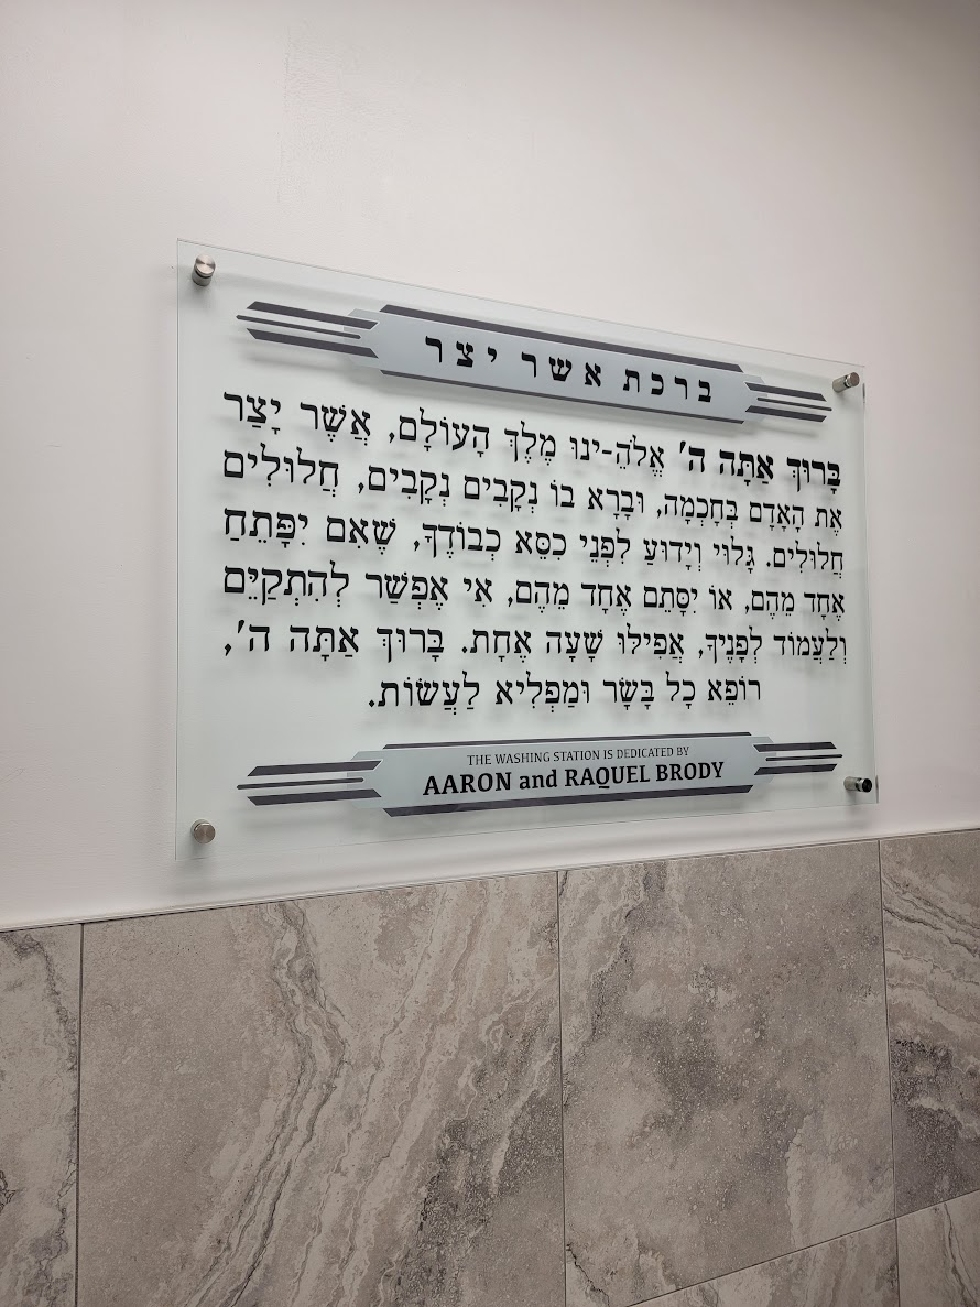 ברכת אשר יצר
בָּרוּךְ אַתָּה ה' אֱלֹהֵ-ינוּ מֶלֶךְ הָעוֹלָם, אֲשֶׁר יָצַר
אֶת הָאָדָם בְּחָכְמָה, וּבָרָא בוֹ נְקָבִים נְקָבִים, חֲלוּלִים
חֲלוּלִים. גָּלוּי וְיָדוּעַ לִפְנֵי כִסֵּא כְבוֹדֶךָ, שֶׁאִם יִפָּתֵחַ
אֶחָד מֵהֶם, אוֹ יִסָּתֵם אֶחָד מֵהֶם, אִי אֶפְשַׁר לְהִתְקַיֵּם
וְלַעֲמוֹד לְפָנֶיךָ, אֲפִילּוּ שָׁעָה אֶחָת. בָּרוּךְ אַתָּה ה',
רוֹפֵא כָל בָּשָׂר וּמַפְלִיא לַעֲשׂוֹת.
THE WASHING STATION IS DEDICATED BY
AARON and RAQUEL BRODY